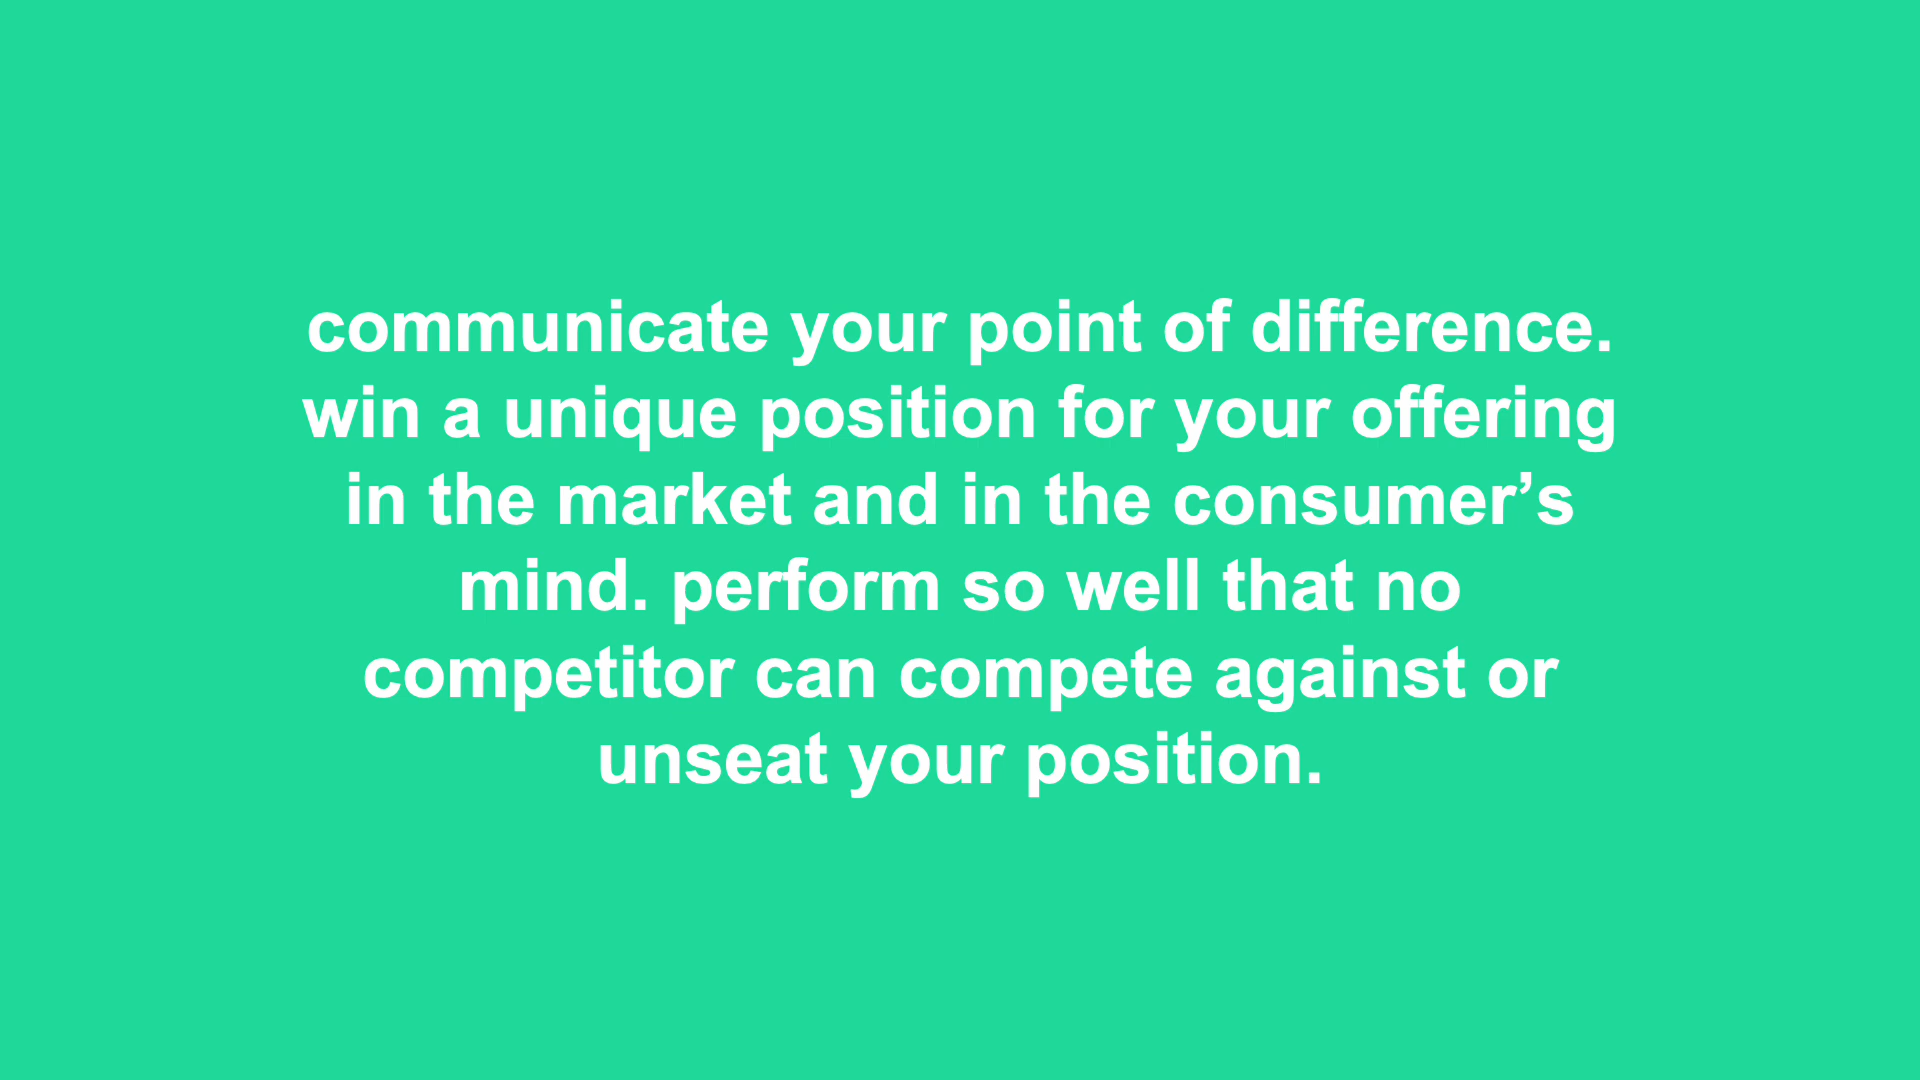 communicate your point of difference.
win a unique position for your offering
in the market and in the consumer’s
mind. perform so well that no
competitor can compete against or
unseat your position.